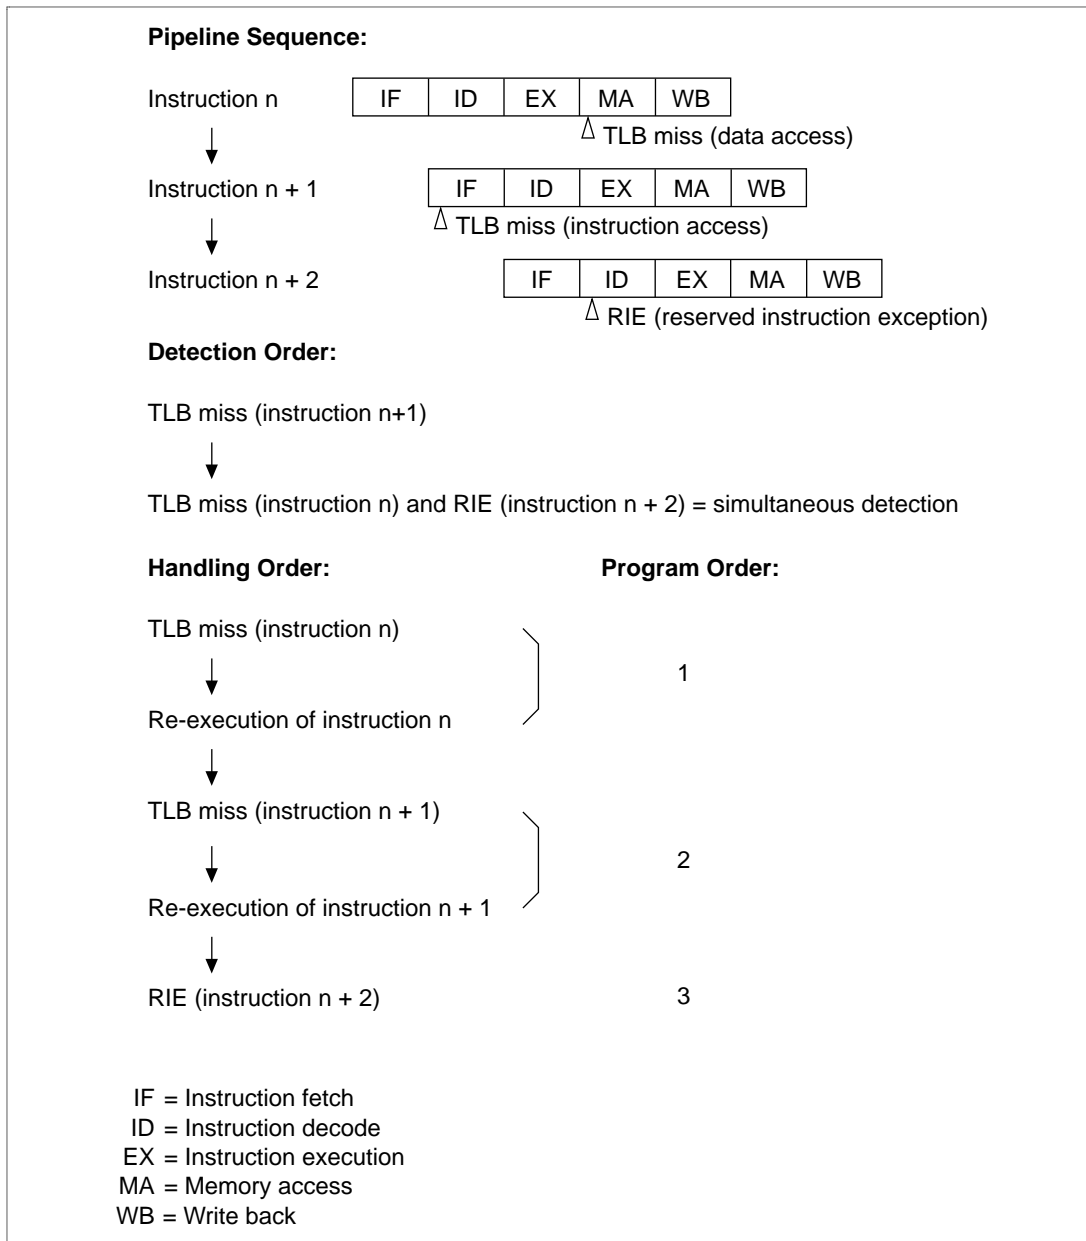 Pipeline Sequence:
Instruction n IF ID EX MA WB
TLB miss (data access)
Instruction n + 1 IF ID EX MA WB
TLB miss (instruction access)
Instruction n + 2 IF ID EX MA WB
RIE (reserved instruction exception)
Detection Order:
TLB miss (instruction n+1)
TLB miss (instruction n) and RIE (instruction n + 2) = simultaneous detection
Handling Order: Program Order:
TLB miss (instruction n)
1
Re-execution of instruction n
TLB miss (instruction n + 1)
2
Re-execution of instruction n + 1
RIE (instruction n + 2) 3
IF = Instruction fetch
ID = Instruction decode
EX = Instruction execution
MA = Memory access
WB = Write back